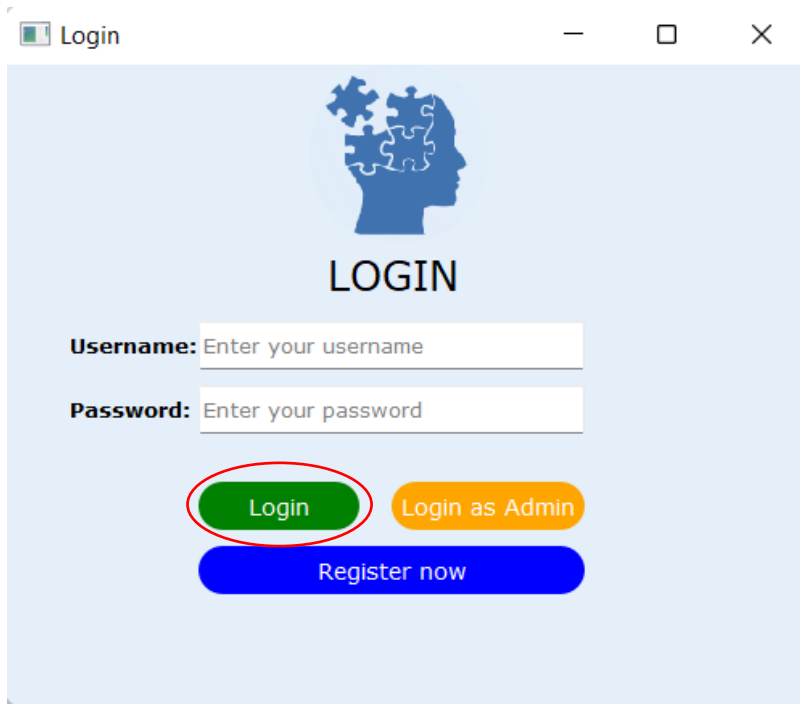 Login
LOGIN
Username: Enter your username
Password: Enter your password
Login Login as Admin
Register now